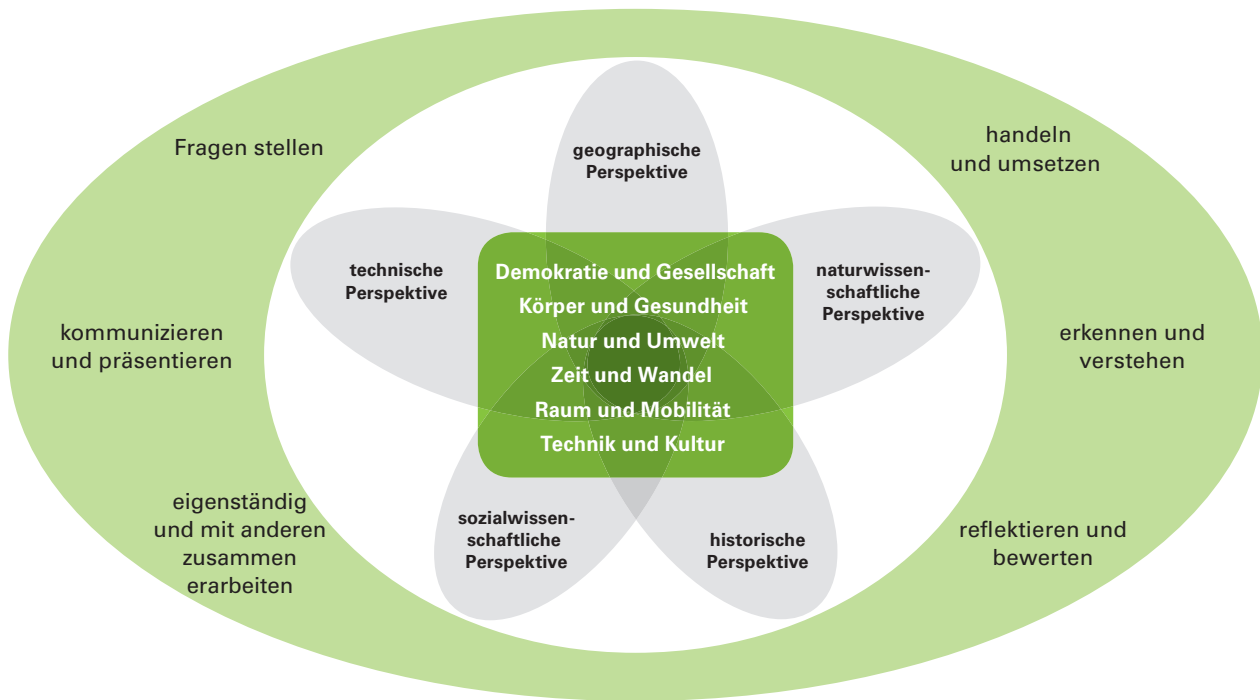 Fragen stellen
kommunizieren
und präsentieren
eigenständig
und mit anderen
zusammen
erarbeiten
geographische
Perspektive
technische
Perspektive
Demokratie und Gesellschaft
Körper und Gesundheit
Natur und Umwelt
Zeit und Wandel
Raum und Mobilität
Technik und Kultur
naturwissen-
schaftliche
Perspektive
sozialwissen-
schaftliche
Perspektive
historische
Perspektive
handeln
und umsetzen
erkennen und
verstehen
reflektieren und
bewerten